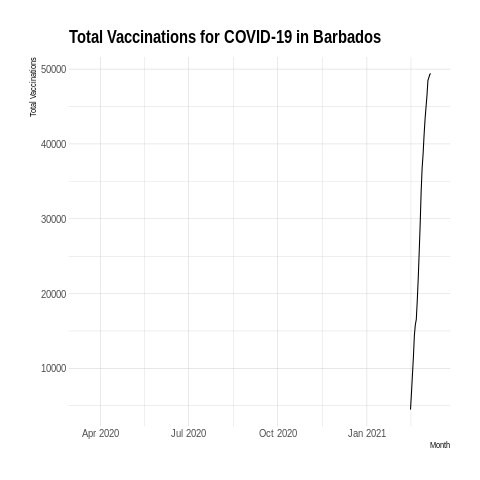 Total Vaccinations for COVID-19 in Barbados
Total Vaccinations
50000
40000
30000
20000
10000
Apr 2020 Jul 2020 Oct 2020 Jan 2021
Month